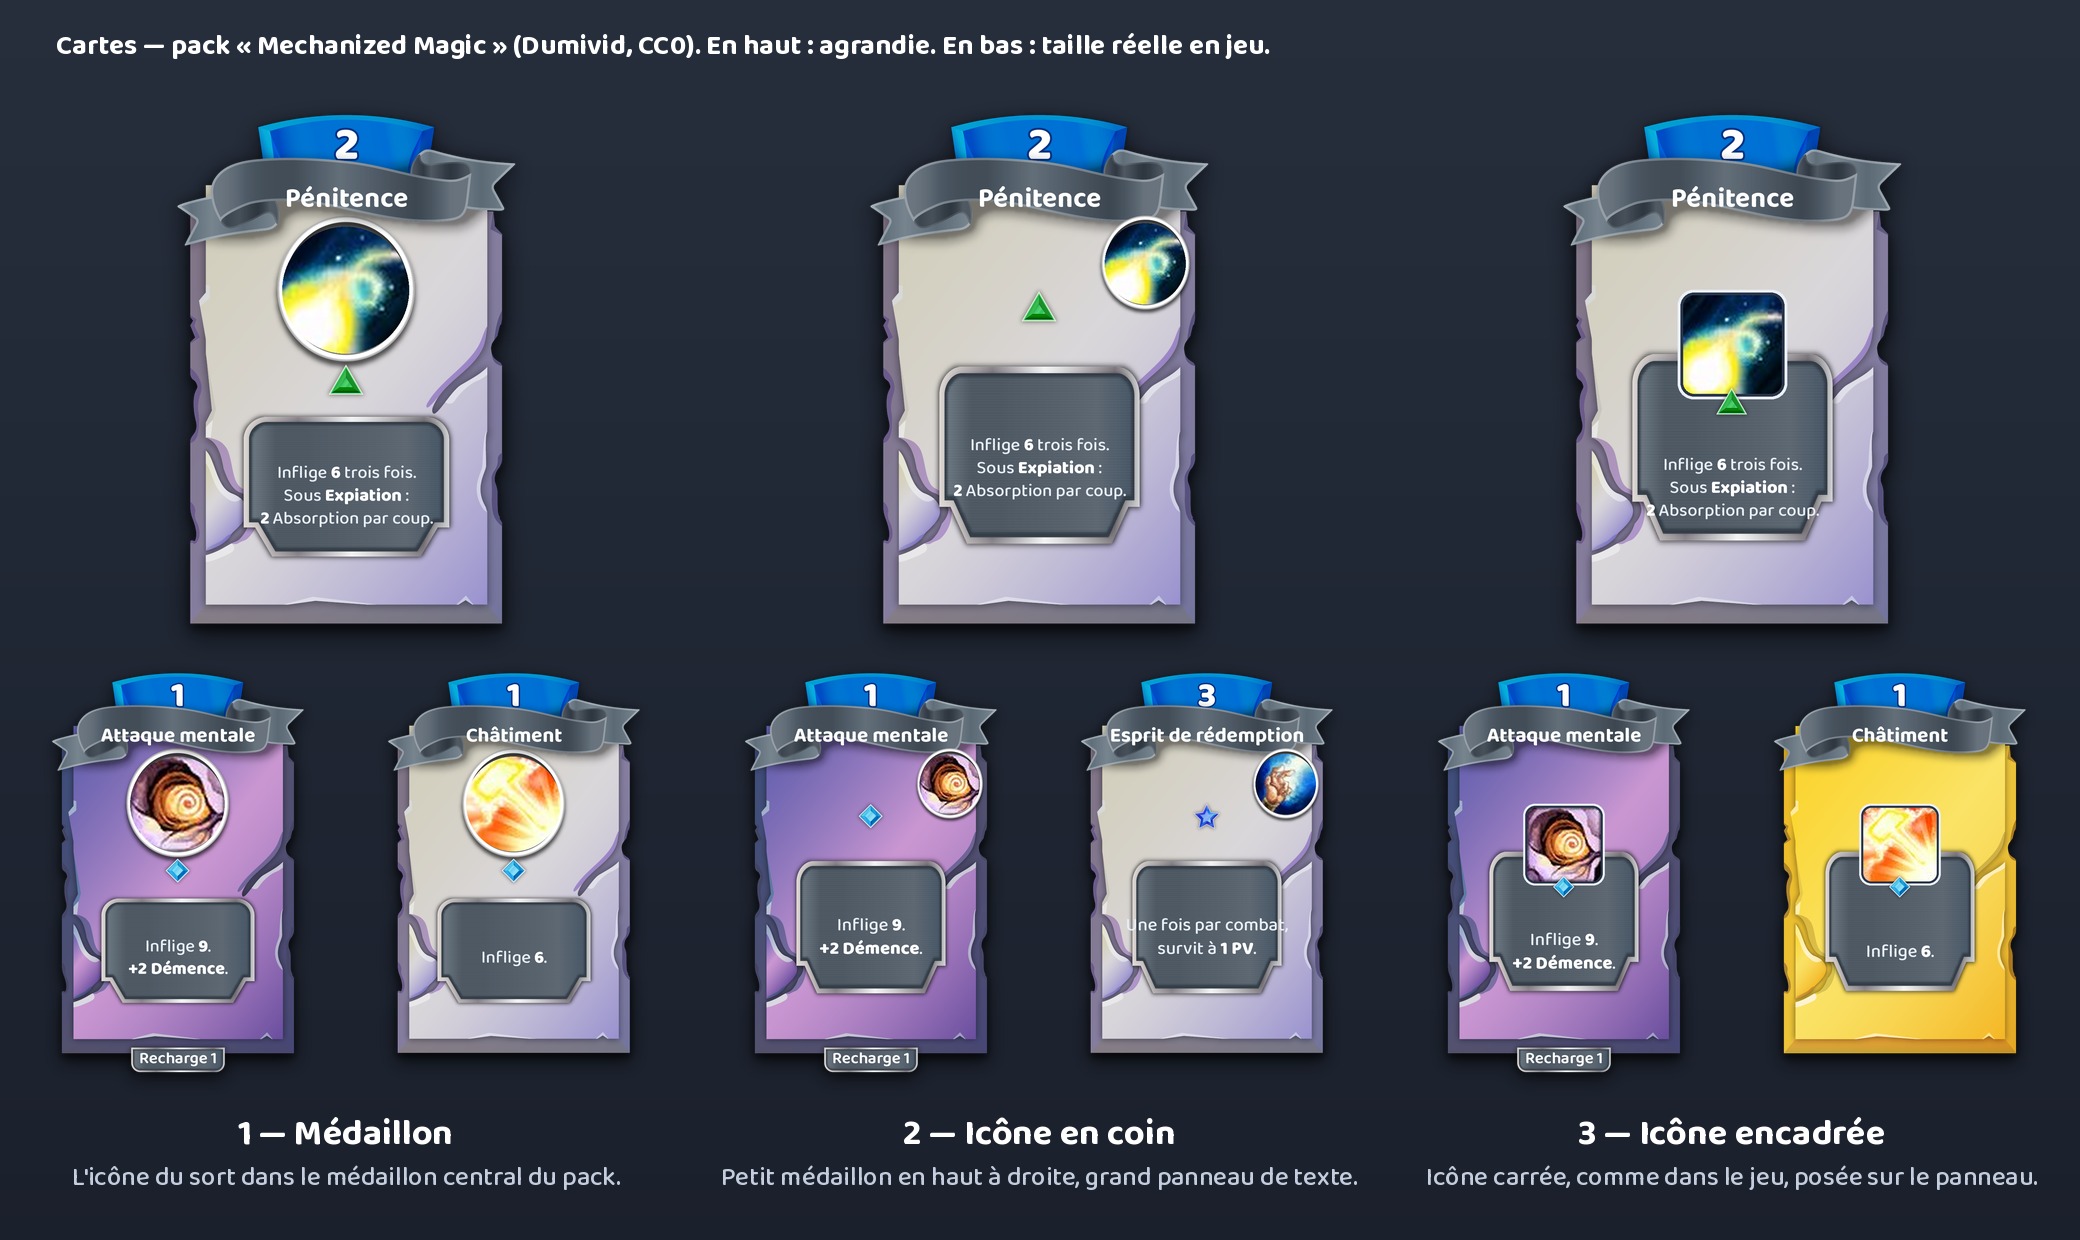 Cartes — pack « Mechanized Magic » (Dumivid, CC0). En haut : agrandie. En bas : taille réelle en jeu.
2
Pénitence
Inflige 6 trois fois.
Sous Expiation :
2 Absorption par coup.
2
Pénitence
Inflige 6 trois fois.
Sous Expiation :
2 Absorption par coup.
2
Pénitence
Inflige 6 trois fois.
Sous Expiation :
2 Absorption par coup.
1
Attaque mentale
Inflige 9.
+2 Démence.
Recharge 1
1
Châtiment
Inflige 6.
1
Attaque mentale
Inflige 9.
+2 Démence.
Recharge 1
3
Esprit de rédemption
Une fois par combat,
survit à 1 PV.
1
Attaque mentale
Inflige 9.
+2 Démence.
Recharge 1
1
Châtiment
Inflige 6.
1 — Médaillon
L'icône du sort dans le médaillon central du pack.
2 — Icône en coin
Petit médaillon en haut à droite, grand panneau de texte.
3 — Icône encadrée
Icône carrée, comme dans le jeu, posée sur le panneau.